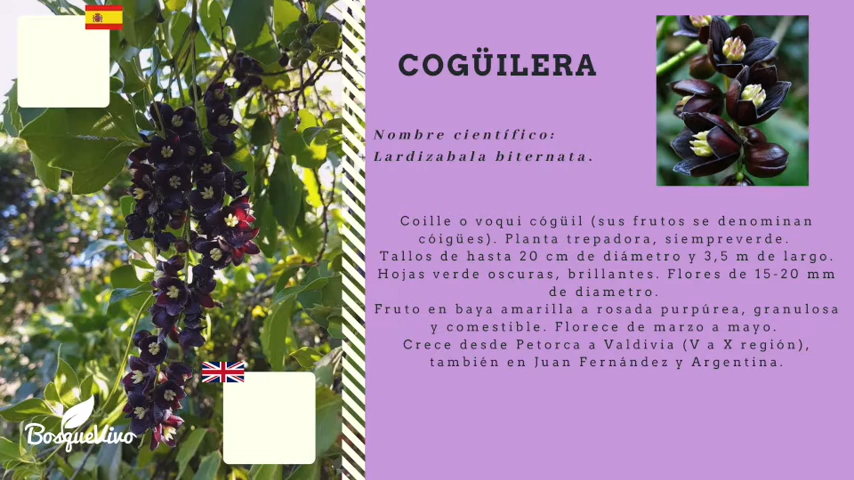 COGÜILERA
Nombre científico:
Lardizabala biternata.
Coille o voqui cógüil (sus frutos se denominan
cóigües). Planta trepadora, siempreverde.
Tallos de hasta 20 cm de diámetro y 3,5 m de largo.
Hojas verde oscuras, brillantes. Flores de 15-20 mm
de diametro.
Fruto en baya amarilla a rosada purpúrea, granulosa
y comestible. Florece de marzo a mayo.
Crece desde Petorca a Valdivia (V a X región),
también en Juan Fernández y Argentina.
BosqueVivo